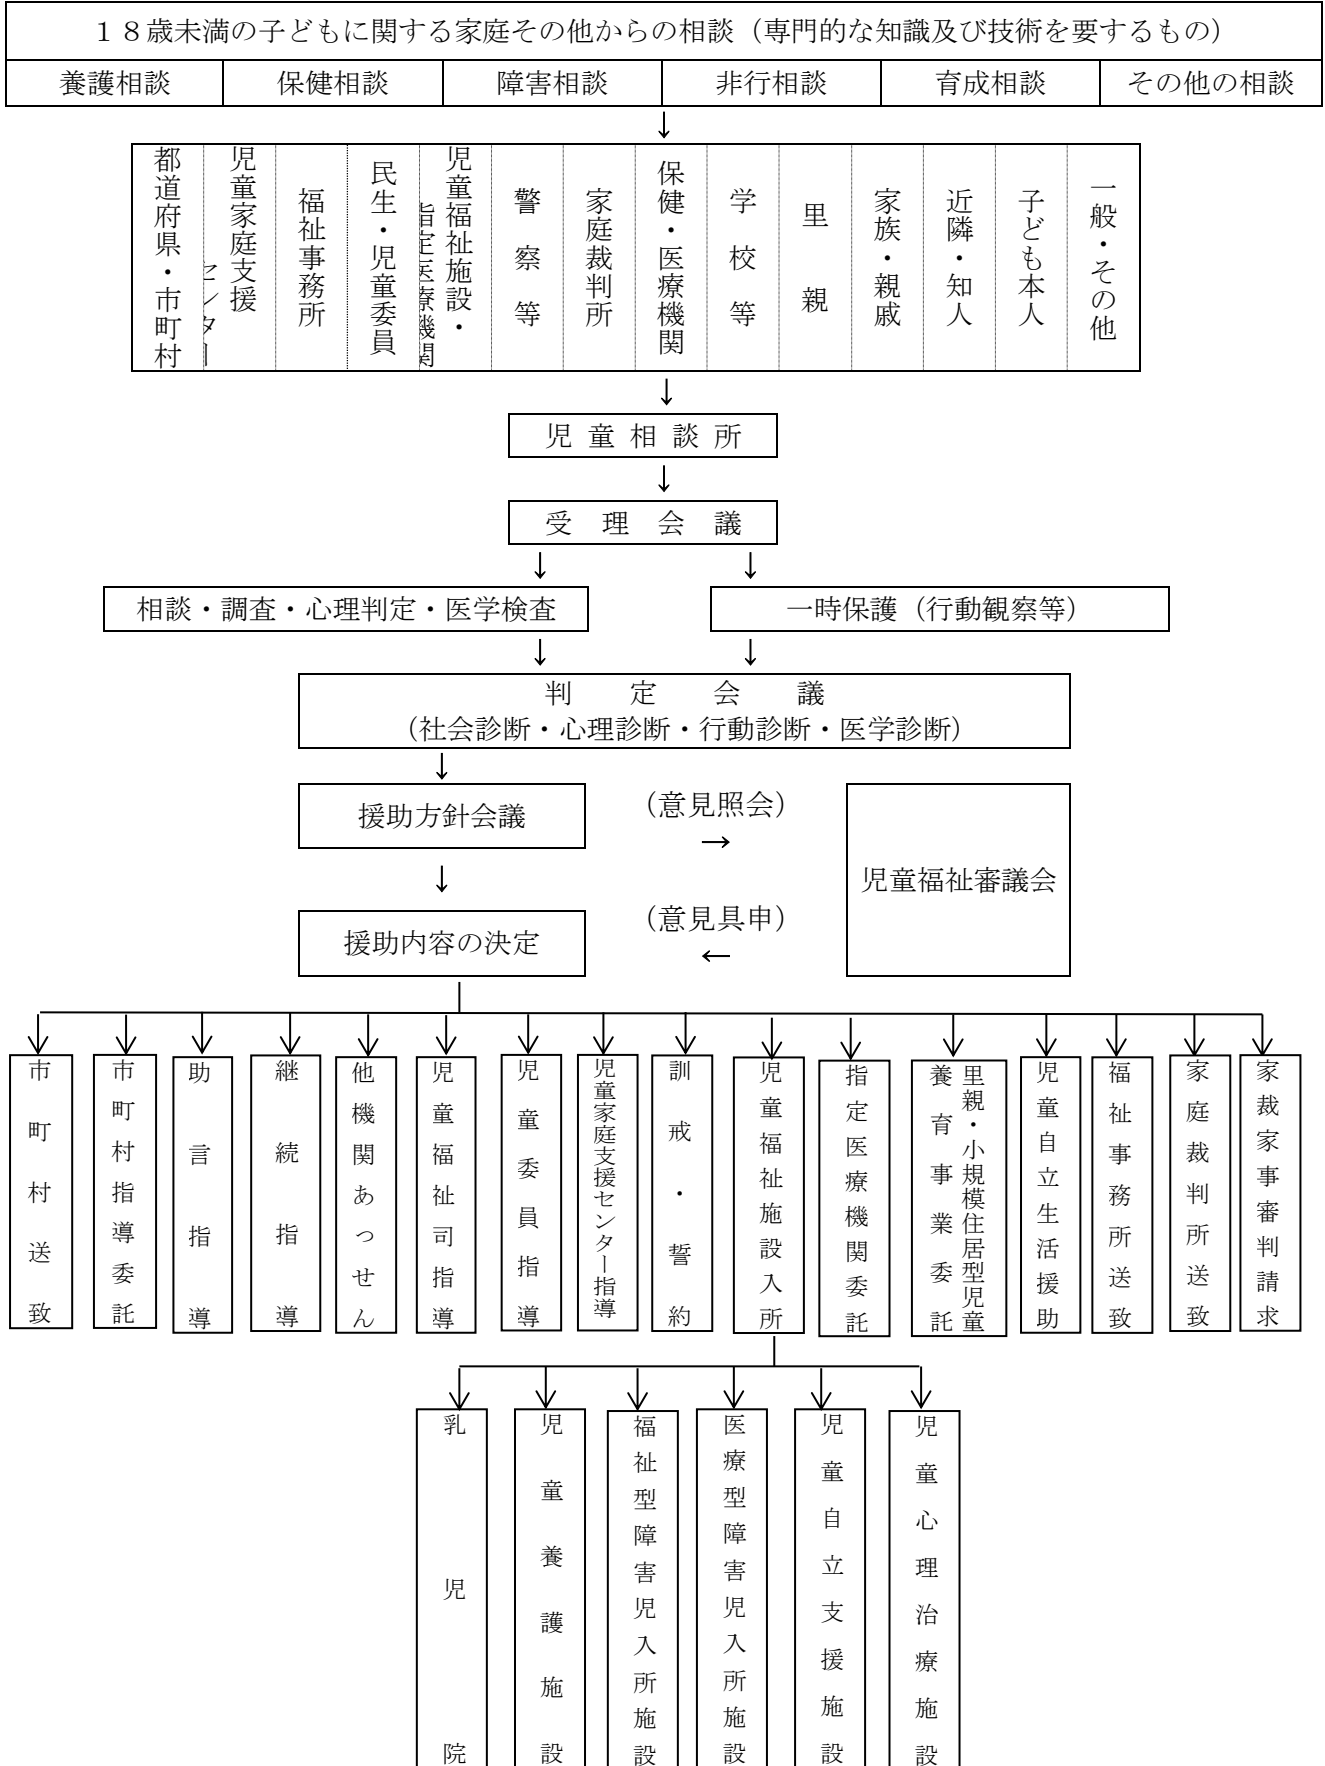 １８歳未満の子どもに関する家庭その他からの相談（専門的な知識及び技術を要するもの）
養護相談
保健相談
障害相談
非行相談
育成相談
その他の相談
↓
都道府県・市町村
児童家庭支援
センター
福祉事務所
民生・児童委員
児童福祉施設・
指定医療機関
警察等
家庭裁判所
保健・医療機関
学校等
里親
家族・親戚
近隣・知人
子ども本人
一般・その他
↓
児童相談所
↓
受理会議
↓ ↓
相談・調査・心理判定・医学検査
一時保護（行動観察等）
↓ ↓
判定会議
（社会診断・心理診断・行動診断・医学診断）
↓
援助方針会議
（意見照会）
→
児童福祉審議会
↓
援助内容の決定
（意見具申）
←
市町村送致
市町村指導委託
助言指導
継続指導
他機関あっせん
児童福祉司指導
児童委員指導
児童家庭支援センター指導
訓戒・誓約
児童福祉施設入所
指定医療機関委託
里親・小規模住居型児童
養育事業委託
児童自立生活援助
福祉事務所送致
家庭裁判所送致
家裁家事審判請求
乳児院
児童養護施設
福祉型障害児入所施設
医療型障害児入所施設
児童自立支援施設
児童心理治療施設